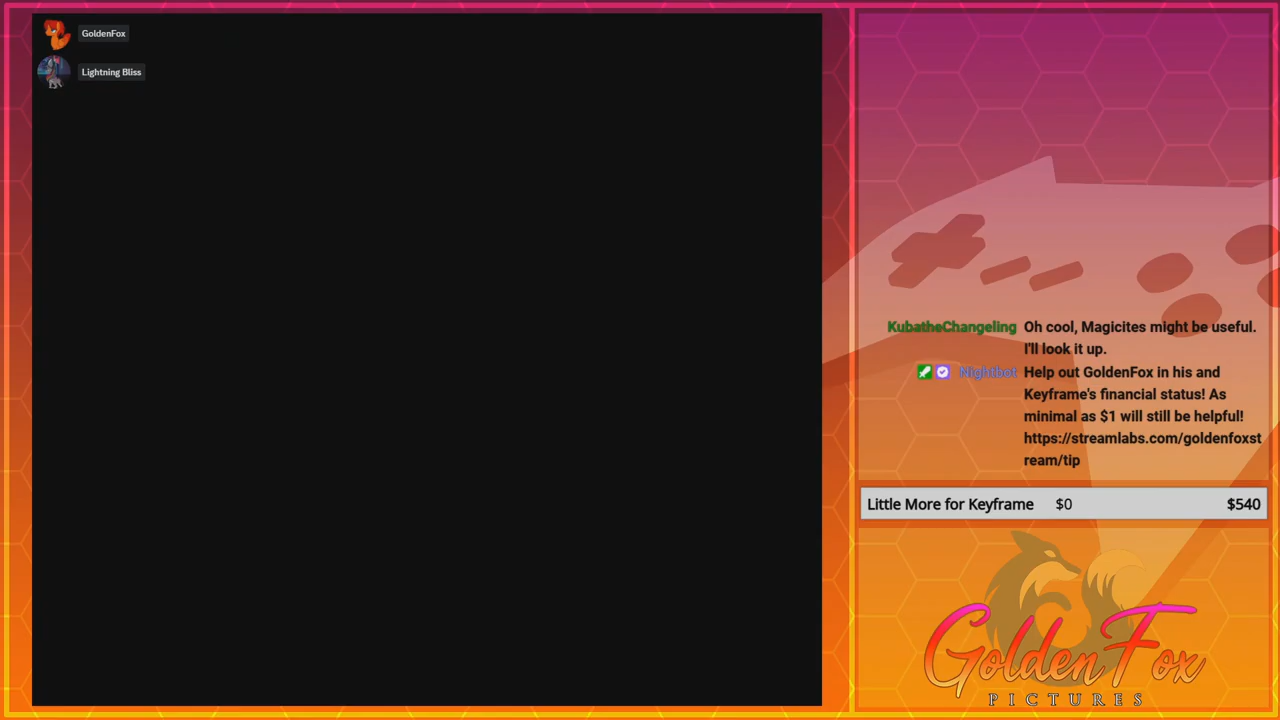 GoldenFox
Lightning Bliss
KubatheChangeling Oh cool, Magicites might be useful.
I'll look it up.
Nightbot Help out GoldenFox in his and
Keyframe's financial status! As
minimal as $1 will still be helpful!
https://streamlabs.com/goldenfoxst
ream/tip
Little More for Keyframe $0 $540
GoldenFox
PICTURES